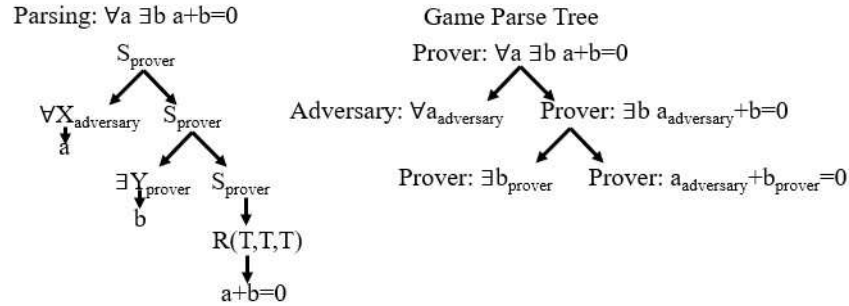 Parsing: ∀a ∃b a+b=0
S_prover
∀X_adversary S_prover
a
∃Y_prover S_prover
b
R(T,T,T)
a+b=0
Game Parse Tree
Prover: ∀a ∃b a+b=0
Adversary: ∀a_adversary Prover: ∃b a_adversary+b=0
Prover: ∃b_prover Prover: a_adversary+b_prover=0